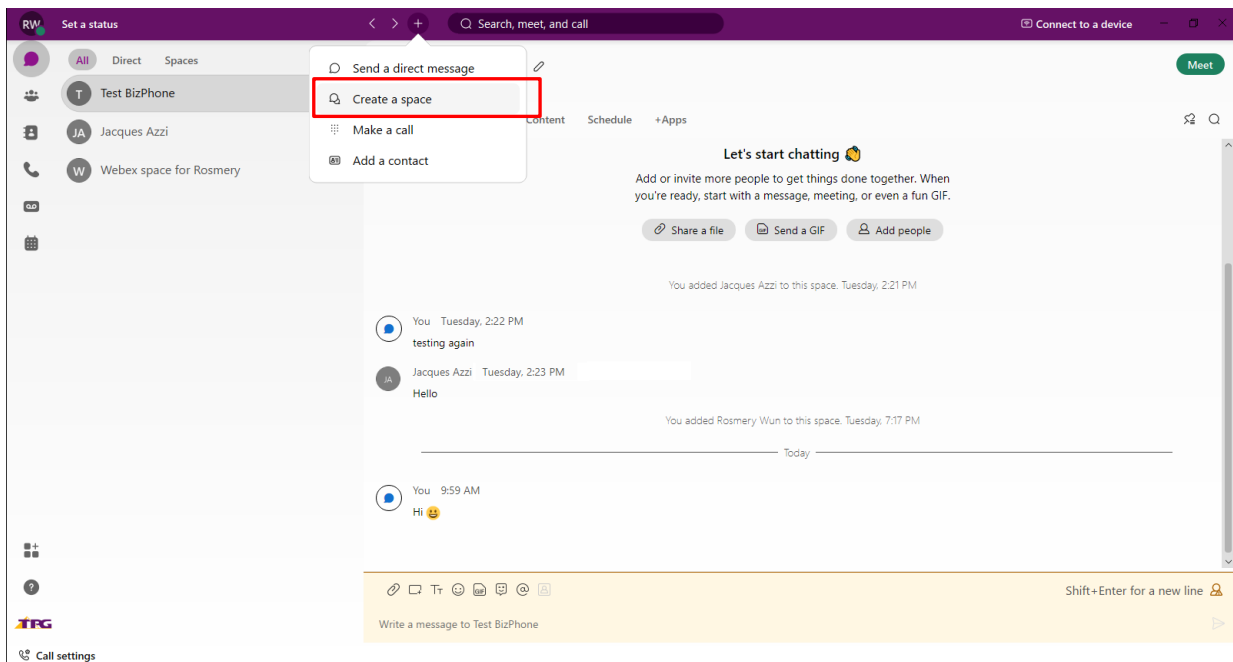 RW Set a status
Search, meet, and call
Connect to a device
All Direct Spaces
T Test BizPhone
JA Jacques Azzi
W Webex space for Rosmery
Send a direct message
Create a space
Make a call
Add a contact
Meet
Content Schedule +Apps
Let's start chatting 👏
Add or invite more people to get things done together. When
you're ready, start with a message, meeting, or even a fun GIF.
Share a file GIF Send a GIF Add people
You added Jacques Azzi to this space. Tuesday, 2:21 PM
You Tuesday, 2:22 PM
testing again
JA Jacques Azzi Tuesday, 2:23 PM
Hello
You added Rosmery Wun to this space. Tuesday, 7:17 PM
Today
You 9:59 AM
Hi 😃
Tт GIF @
Shift+Enter for a new line
Write a message to Test BizPhone
?
TPG
Call settings